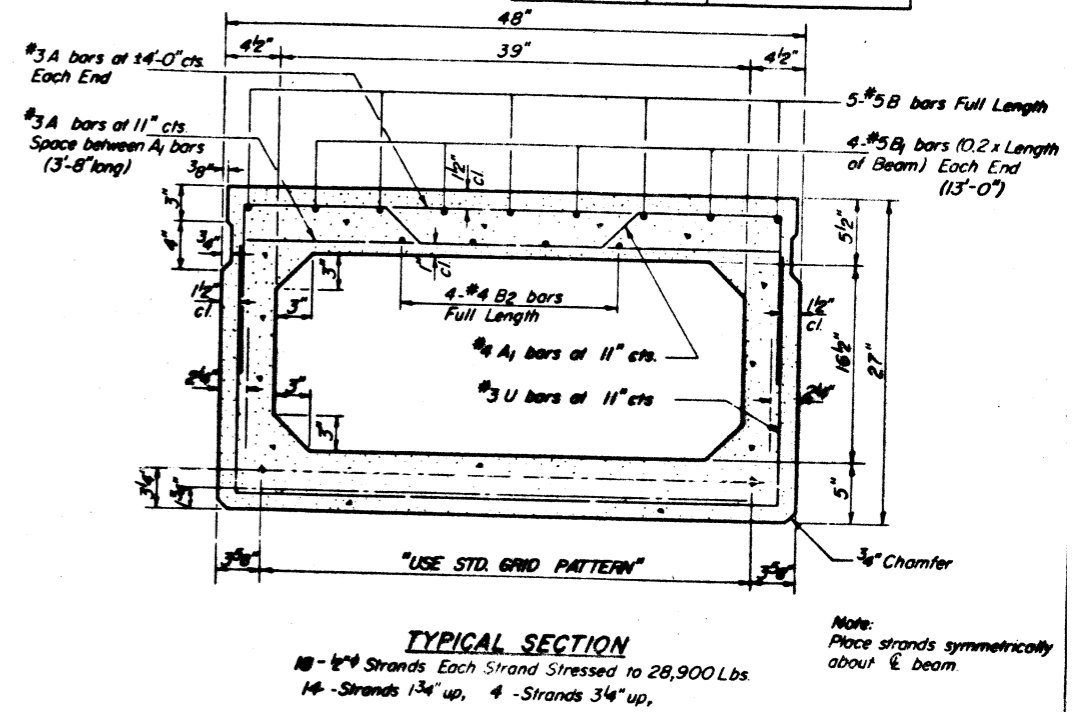 48"
4½" 39" 4½"
#3 A bars at ±4'-0" cts.
Each End
5-#5 B bars Full Length
#3 A bars at 11" cts.
Space between A₁ bars
(3'-8" long)
4-#5 B₁ bars (0.2 x Length
of Beam) Each End
(13'-0")
3/8"
1½"
cl.
3"
4"
3/4"
5½"
1"
cl.
3"
3"
4-#4 B2 bars
Full Length
1½"
cl.
1½"
cl.
#4 A₁ bars at 11" cts.
16½"
27"
2¼"
3"
#3 U bars at 11" cts
2¼"
3"
3¼"
1¾"
5"
3⅝"
"USE STD. GRID PATTERN"
3⅝"
¾" Chamfer
TYPICAL SECTION
18 - ½"ϕ Strands Each Strand Stressed to 28,900 Lbs.
14 -Strands 1¾" up, 4 -Strands 3¼" up,
Note:
Place strands symmetrically
about ℄ beam.